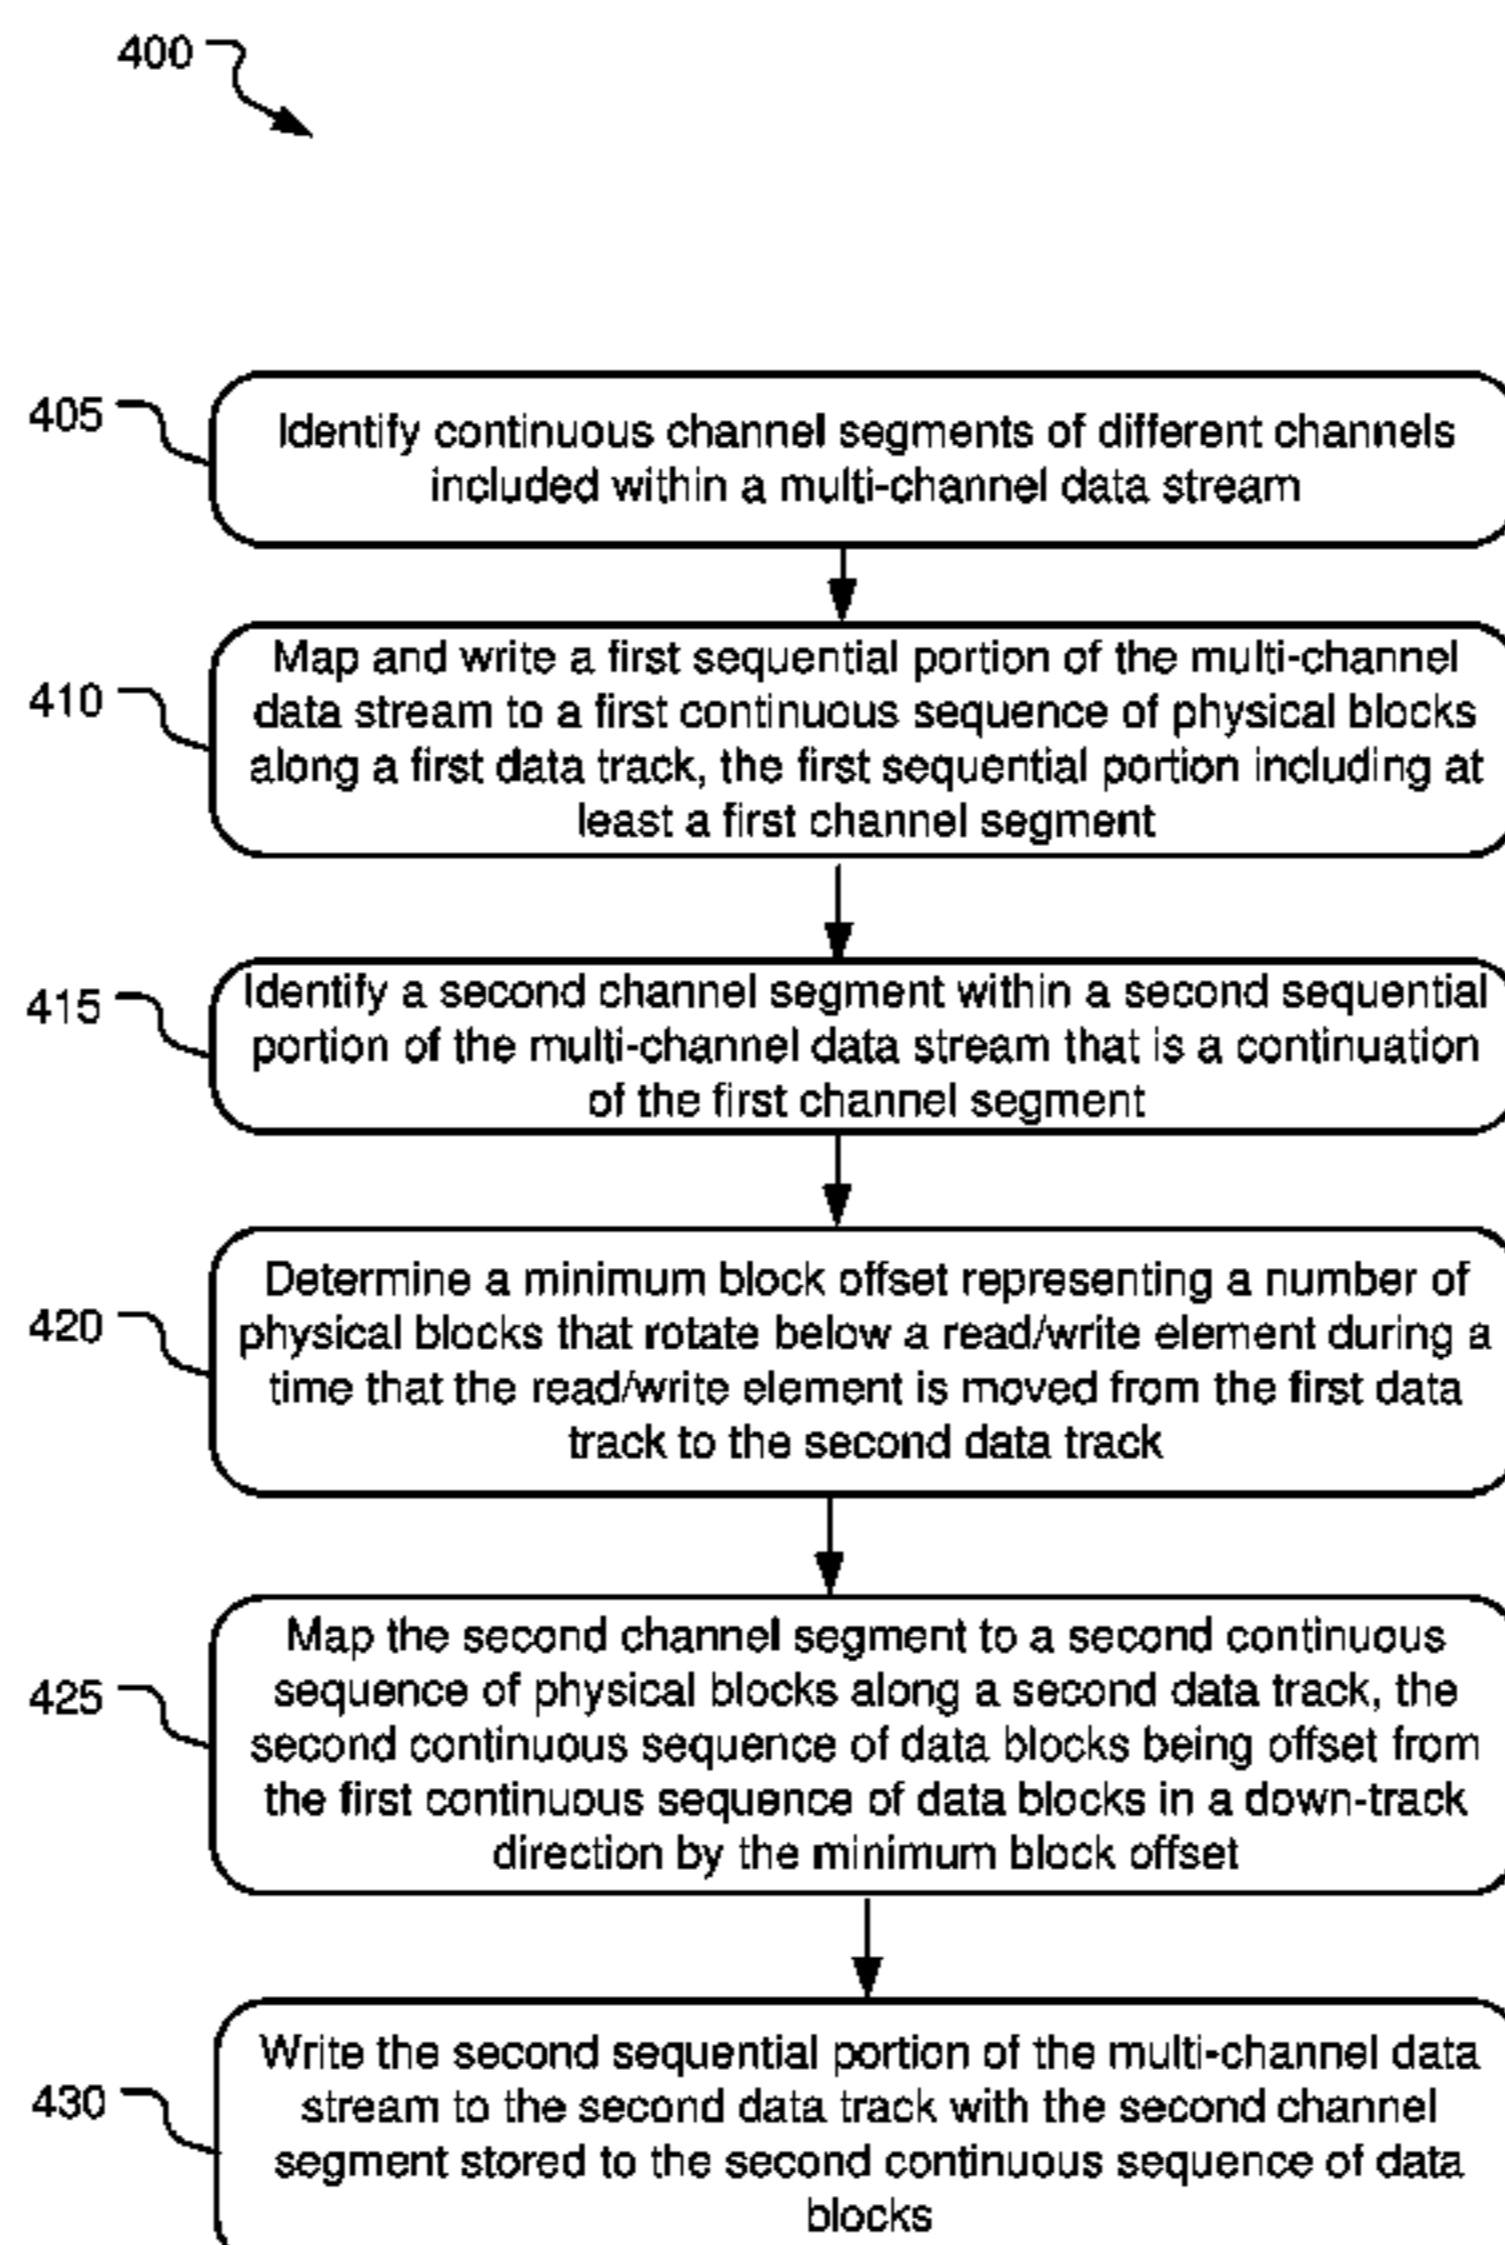 400
405
Identify continuous channel segments of different channels
included within a multi-channel data stream
410
Map and write a first sequential portion of the multi-channel
data stream to a first continuous sequence of physical blocks
along a first data track, the first sequential portion including at
least a first channel segment
415
Identify a second channel segment within a second sequential
portion of the multi-channel data stream that is a continuation
of the first channel segment
420
Determine a minimum block offset representing a number of
physical blocks that rotate below a read/write element during a
time that the read/write element is moved from the first data
track to the second data track
425
Map the second channel segment to a second continuous
sequence of physical blocks along a second data track, the
second continuous sequence of data blocks being offset from
the first continuous sequence of data blocks in a down-track
direction by the minimum block offset
430
Write the second sequential portion of the multi-channel data
stream to the second data track with the second channel
segment stored to the second continuous sequence of data
blocks